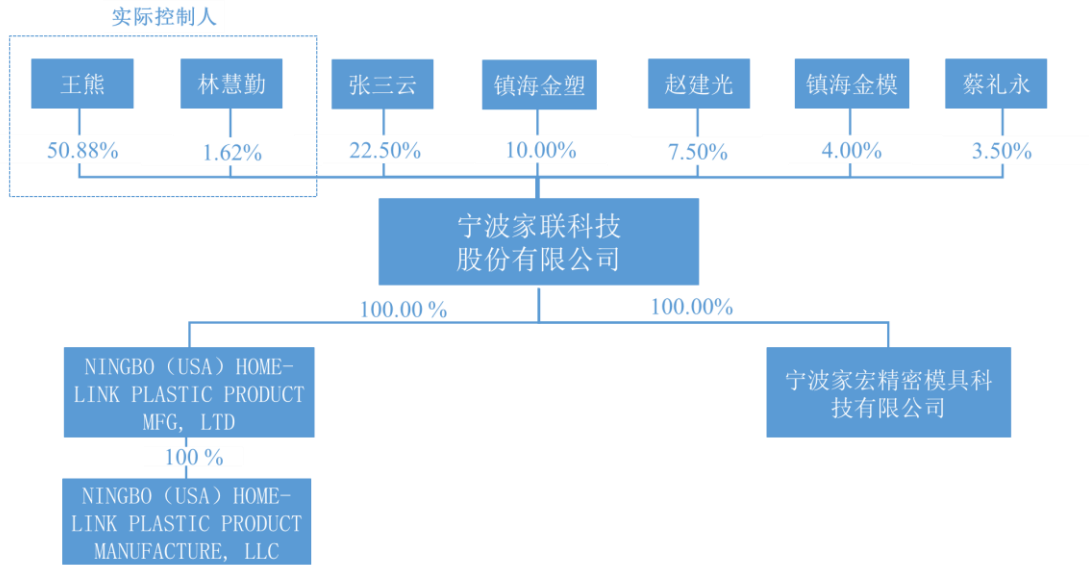 实际控制人
王熊
林慧勤
张三云
镇海金塑
赵建光
镇海金模
蔡礼永
50.88%
1.62%
22.50%
10.00%
7.50%
4.00%
3.50%
宁波家联科技
股份有限公司
100.00 %
100.00%
NINGBO（USA）HOME-
LINK PLASTIC PRODUCT
MFG, LTD
宁波家宏精密模具科
技有限公司
100 %
NINGBO（USA）HOME-
LINK PLASTIC PRODUCT
MANUFACTURE, LLC